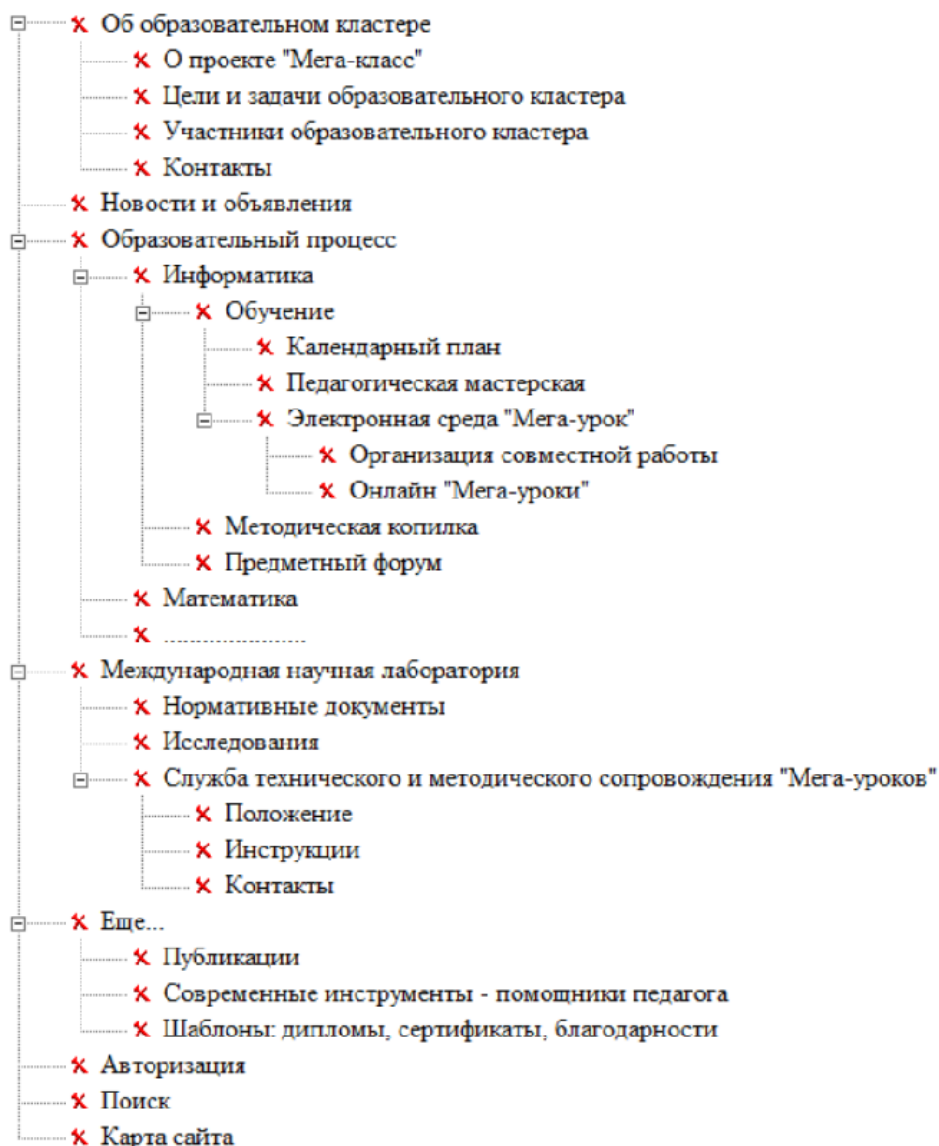 Об образовательном кластере
О проекте "Мега-класс"
Цели и задачи образовательного кластера
Участники образовательного кластера
Контакты
Новости и объявления
Образовательный процесс
Информатика
Обучение
Календарный план
Педагогическая мастерская
Электронная среда "Мега-урок"
Организация совместной работы
Онлайн "Мега-уроки"
Методическая копилка
Предметный форум
Математика
......................
Международная научная лаборатория
Нормативные документы
Исследования
Служба технического и методического сопровождения "Мега-уроков"
Положение
Инструкции
Контакты
Еще...
Публикации
Современные инструменты - помощники педагога
Шаблоны: дипломы, сертификаты, благодарности
Авторизация
Поиск
Карта сайта